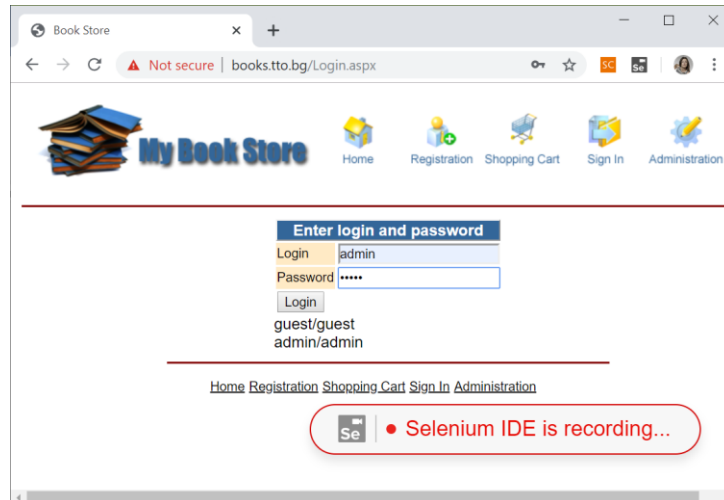 Book Store
Not secure | books.tto.bg/Login.aspx
SC
Se
My Book Store
Home Registration Shopping Cart Sign In Administration
Enter login and password
Login admin
Password •••••
Login
guest/guest
admin/admin
Home Registration Shopping Cart Sign In Administration
Se Selenium IDE is recording...